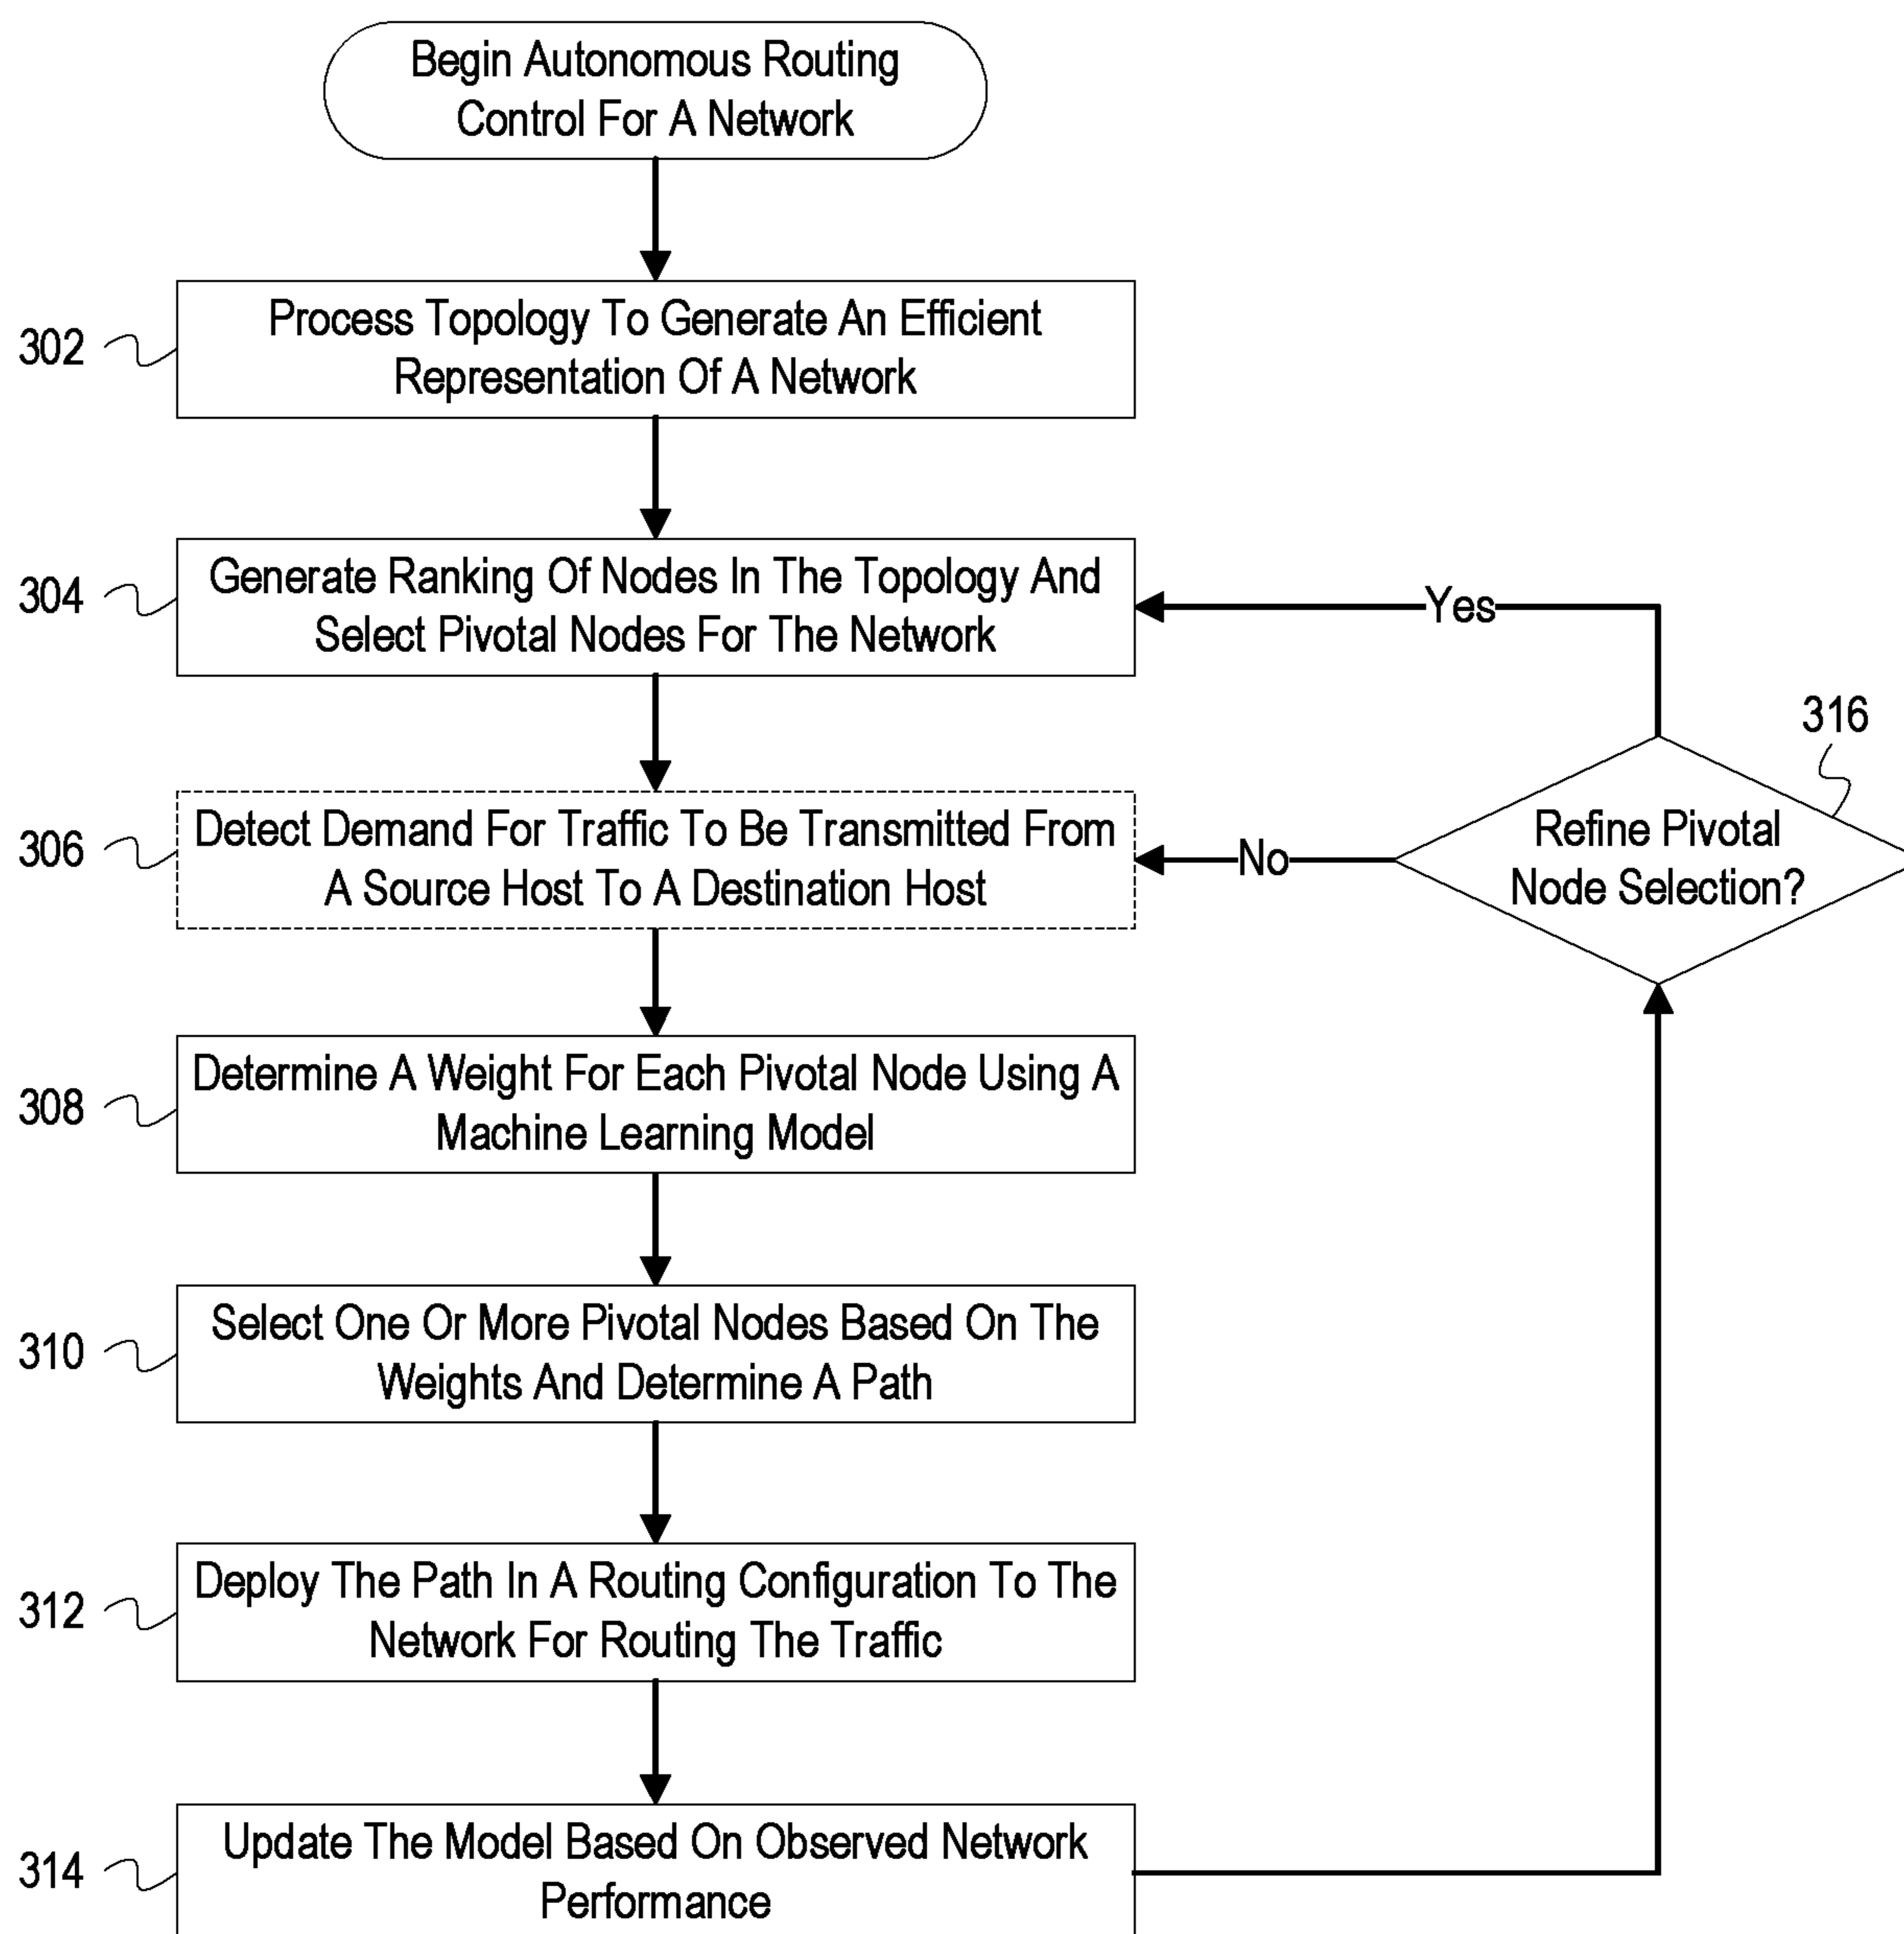 Begin Autonomous Routing
Control For A Network
302
Process Topology To Generate An Efficient
Representation Of A Network
304
Generate Ranking Of Nodes In The Topology And
Select Pivotal Nodes For The Network
Yes
316
306
Detect Demand For Traffic To Be Transmitted From
A Source Host To A Destination Host
No
Refine Pivotal
Node Selection?
308
Determine A Weight For Each Pivotal Node Using A
Machine Learning Model
310
Select One Or More Pivotal Nodes Based On The
Weights And Determine A Path
312
Deploy The Path In A Routing Configuration To The
Network For Routing The Traffic
314
Update The Model Based On Observed Network
Performance